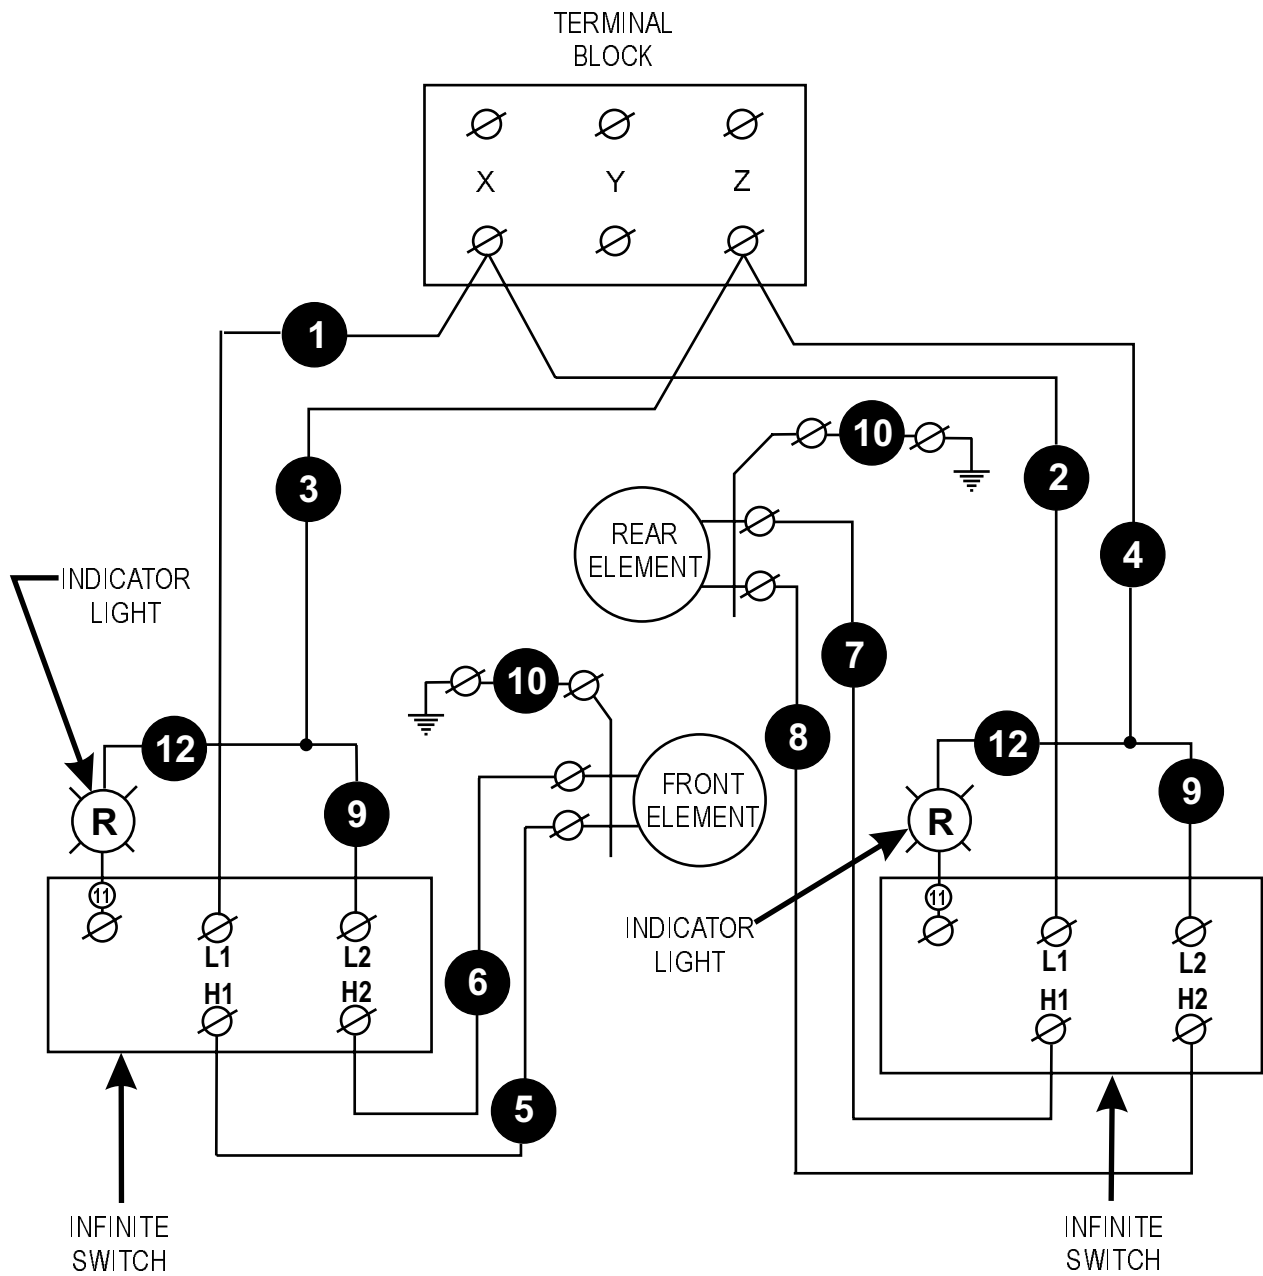 TERMINAL
BLOCK
X Y Z
1
10
2
3
REAR
ELEMENT
4
INDICATOR
LIGHT
7
10
12
8
12
FRONT
ELEMENT
9
9
R
R
11
11
INDICATOR
LIGHT
L1 L2
H1 H2
6
L1 L2
H1 H2
5
INFINITE
SWITCH
INFINITE
SWITCH